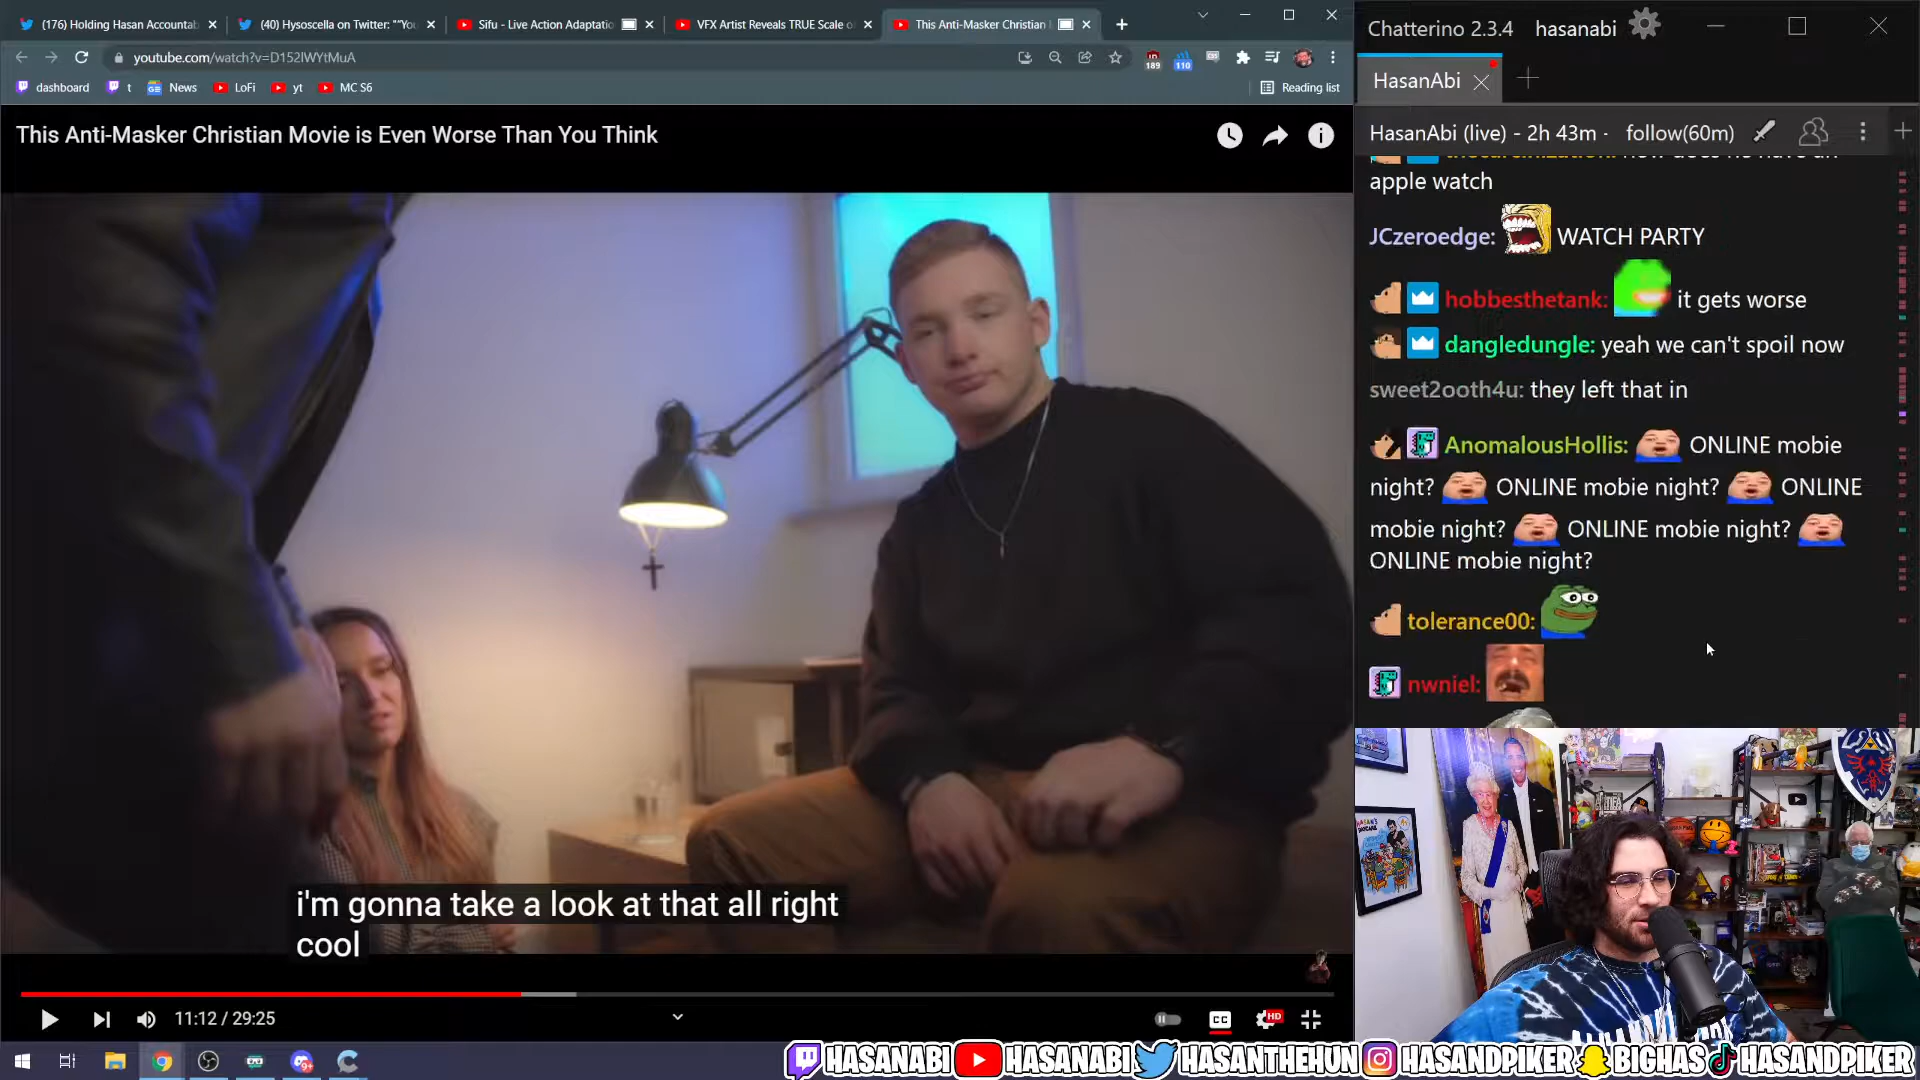 (176) Holding Hasan Accountab
(40) Hysoscella on Twitter: "“You
Sifu - Live Action Adaptatio
VFX Artist Reveals TRUE Scale o
This Anti-Masker Christian
youtube.com/watch?v=D152lWYtMuA
189
110
dashboard
t
News
LoFi
yt
MC S6
Reading list
This Anti-Masker Christian Movie is Even Worse Than You Think
i'm gonna take a look at that all right
cool
11:12 / 29:25
CC
HD
Chatterino 2.3.4
hasanabi
HasanAbi
HasanAbi (live) - 2h 43m -
follow(60m)
apple watch
JCzeroedge: WATCH PARTY
hobbesthetank: it gets worse
dangledungle: yeah we can't spoil now
sweet2ooth4u: they left that in
AnomalousHollis: ONLINE mobie
night? ONLINE mobie night? ONLINE
mobie night? ONLINE mobie night?
ONLINE mobie night?
tolerance00:
nwniel:
HASANABI HASANABI HASANTHEHUN HASANDPIKER BIGHAS HASANDPIKER